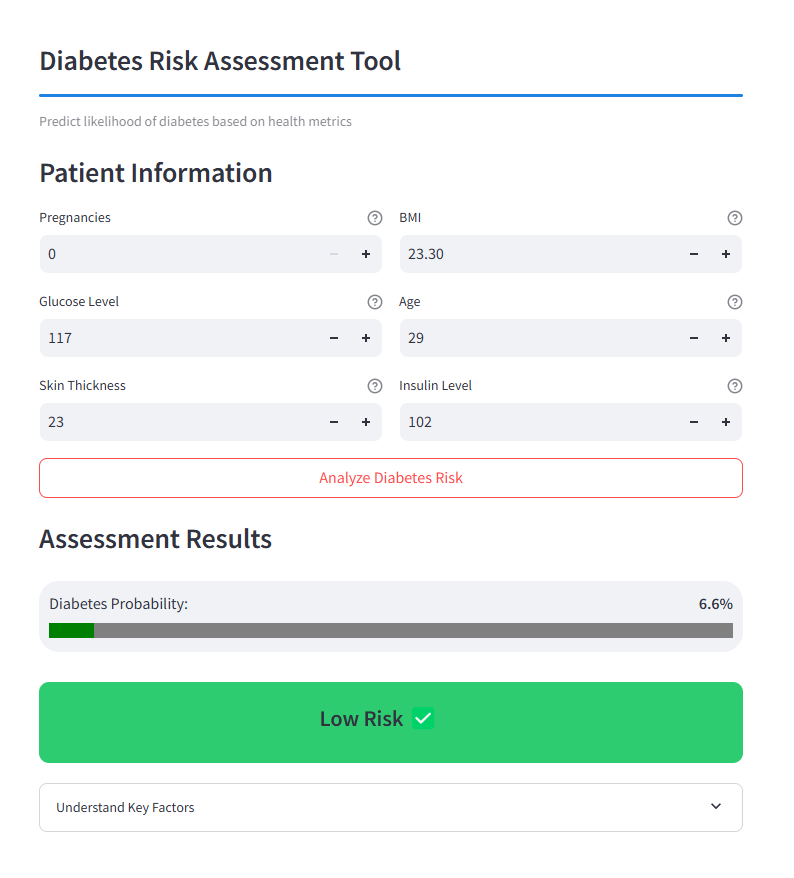 Diabetes Risk Assessment Tool
Predict likelihood of diabetes based on health metrics
Patient Information
Pregnancies
BMI
0
23.30
Glucose Level
Age
117
29
Skin Thickness
Insulin Level
23
102
Analyze Diabetes Risk
Assessment Results
Diabetes Probability: 6.6%
Low Risk ✅
Understand Key Factors